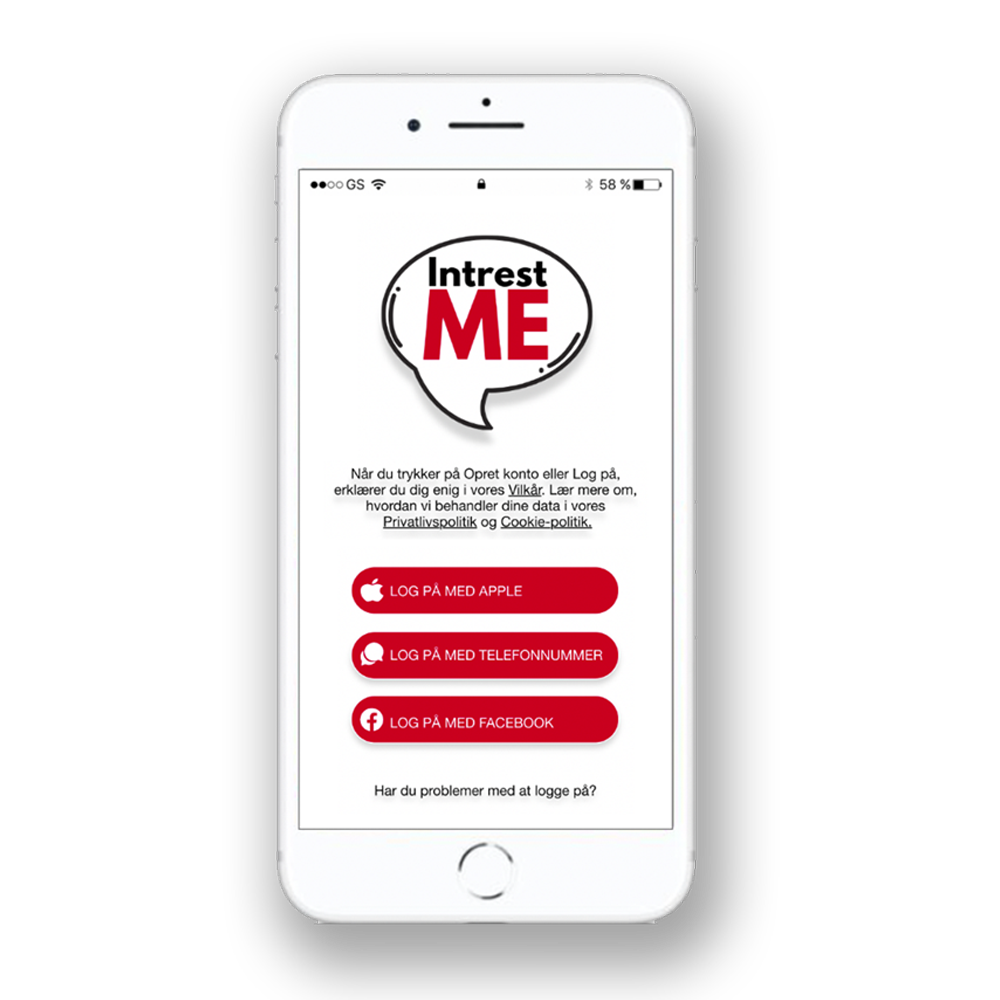 GS 58 %
Intrest
ME
Når du trykker på Opret konto eller Log på,
erklærer du dig enig i vores Vilkår. Lær mere om,
hvordan vi behandler dine data i vores
Privatlivspolitik og Cookie-politik.
LOG PÅ MED APPLE
LOG PÅ MED TELEFONNUMMER
LOG PÅ MED FACEBOOK
Har du problemer med at logge på?